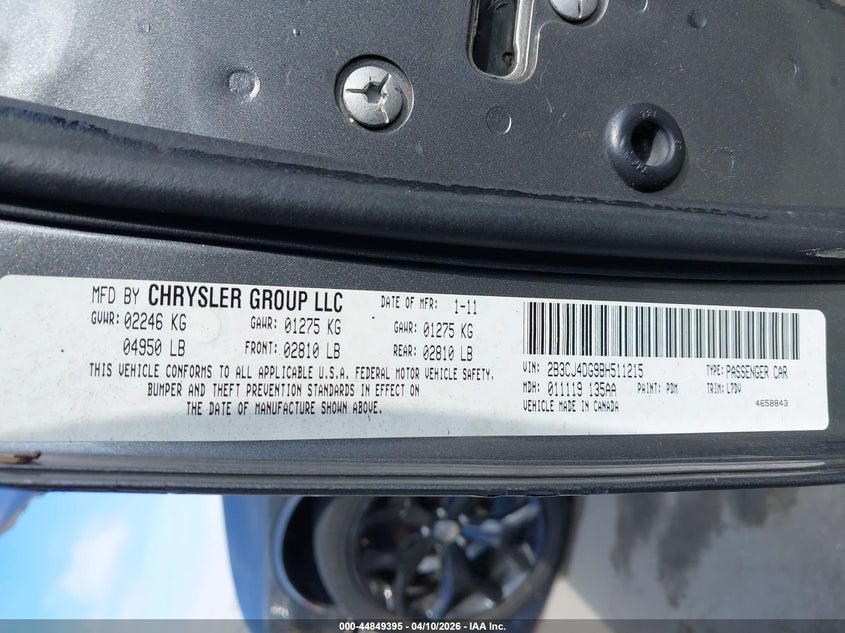 MFD BY CHRYSLER GROUP LLC DATE OF MFR: 1-11
GVWR: 02246 KG GAWR: 01275 KG GAWR: 01275 KG
04950 LB FRONT: 02810 LB REAR: 02810 LB
THIS VEHICLE CONFORMS TO ALL APPLICABLE U.S.A. FEDERAL MOTOR VEHICLE SAFETY,
BUMPER AND THEFT PREVENTION STANDARDS IN EFFECT ON
THE DATE OF MANUFACTURE SHOWN ABOVE.
VIN: 2B3CJ4DG9BH511215 TYPE: PASSENGER CAR
MDH: 011119 135AA PAINT: PDM TRIM: L7DV
VEHICLE MADE IN CANADA 4658843
000-44849395 - 04/10/2026 - IAA Inc.